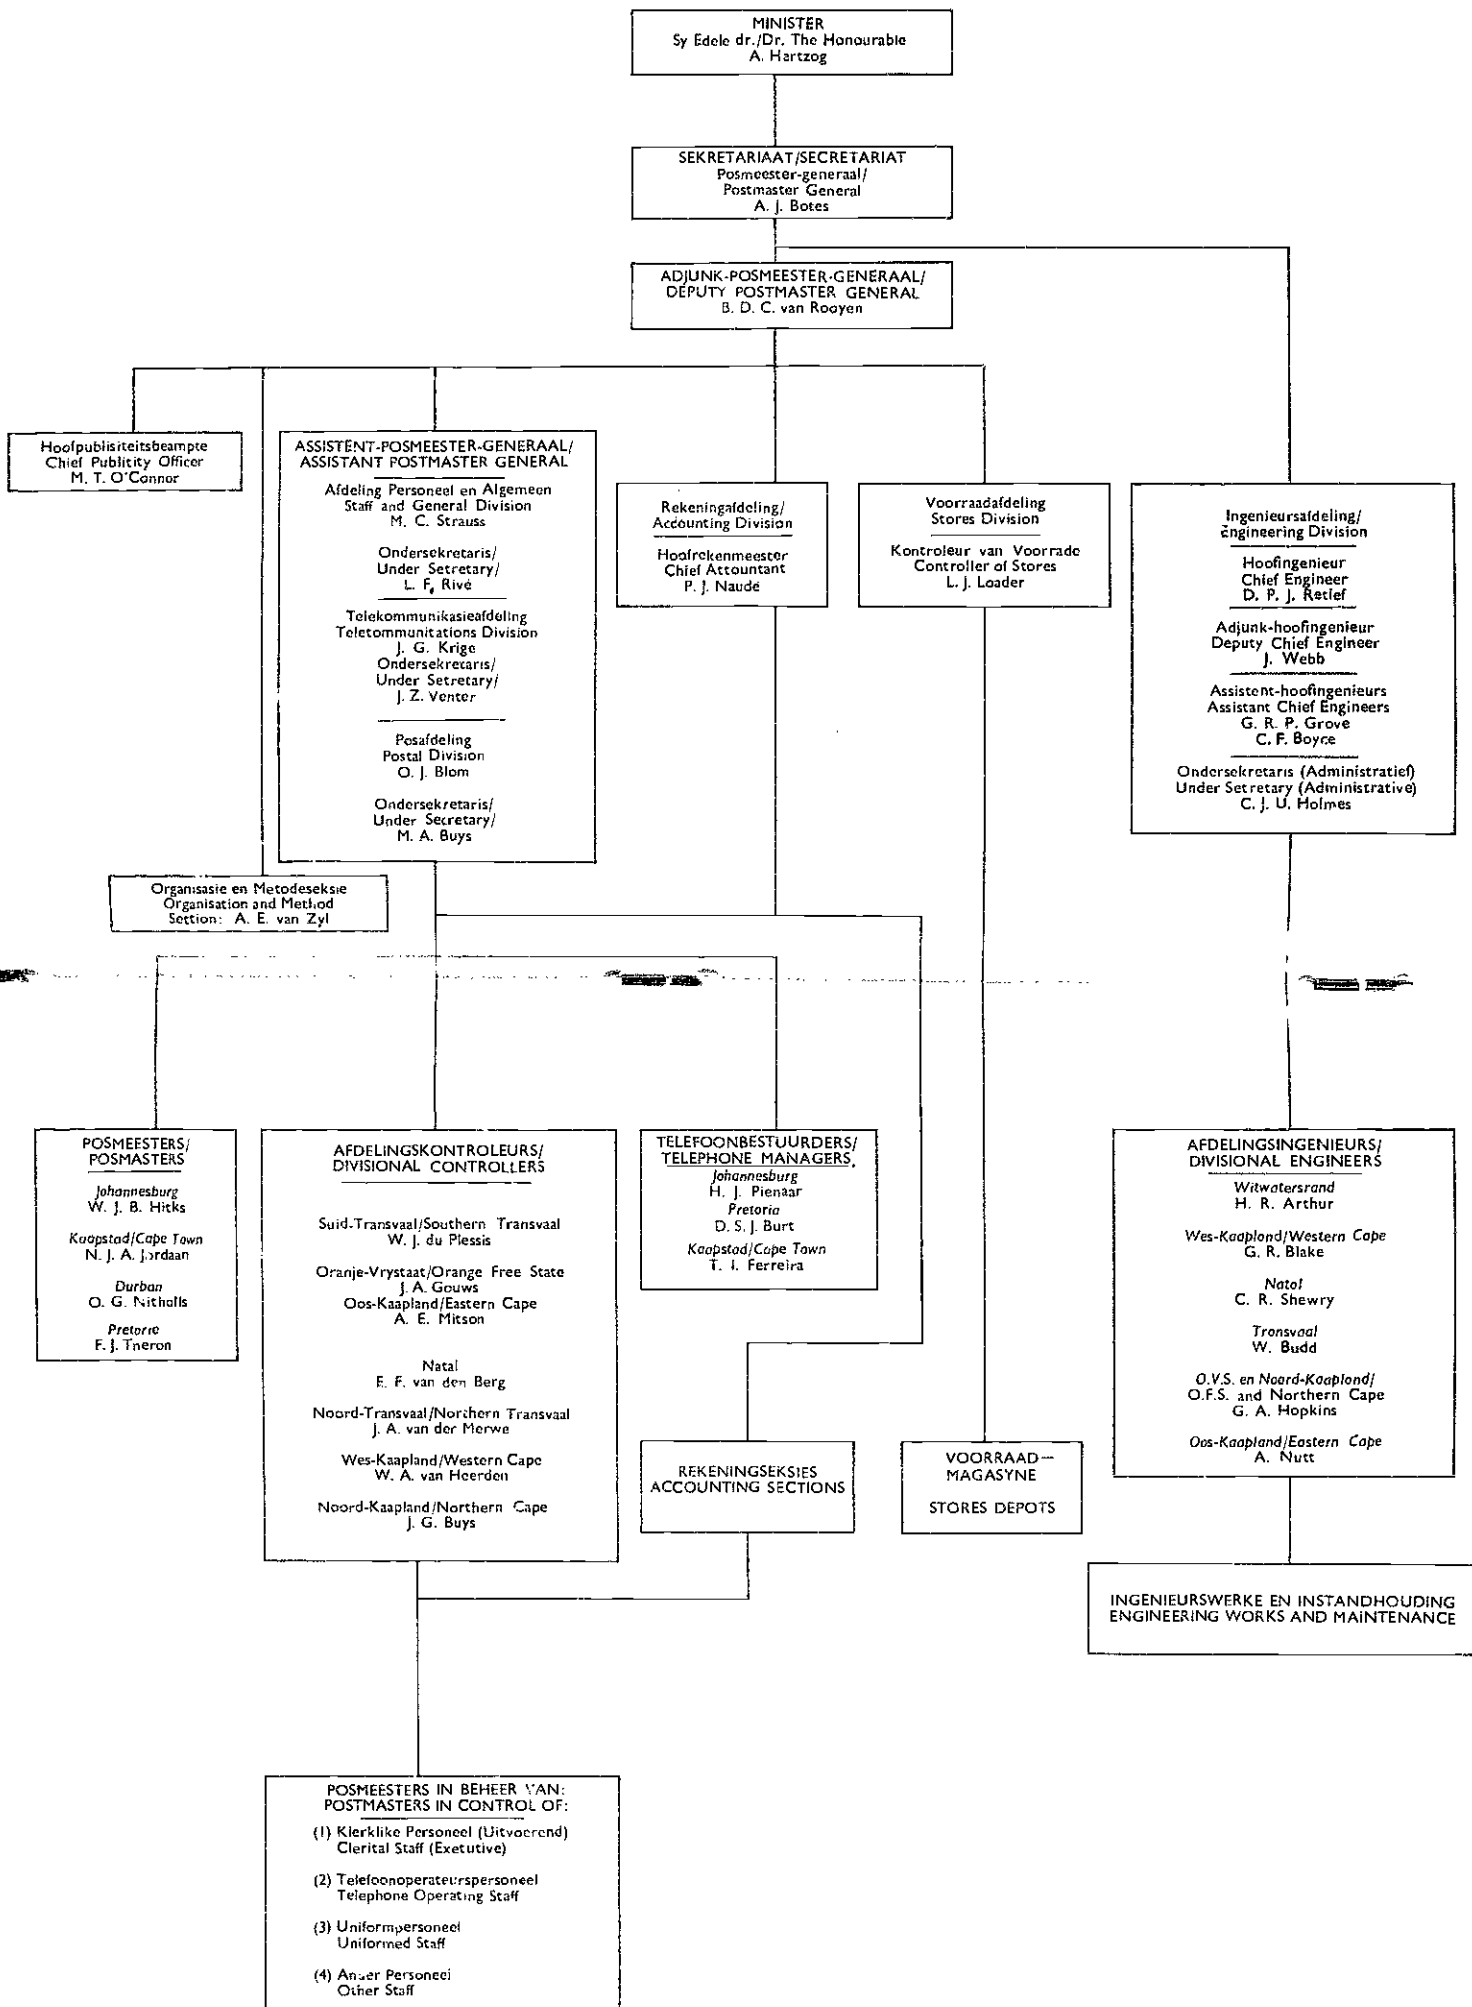 MINISTER
Sy Edele dr./Dr. The Honourable
A. Hertzog
SEKRETARIAAT/SECRETARIAT
Posmeester-generaal/
Postmaster General
A. J. Botes
ADJUNK-POSMEESTER-GENERAAL/
DEPUTY POSTMASTER GENERAL
B. D. C. van Rooyen
Hoofpublisiteitsbeampte
Chief Publicity Officer
M. T. O'Connor
ASSISTENT-POSMEESTER-GENERAAL/
ASSISTANT POSTMASTER GENERAL
Afdeling Personeel en Algemeen
Staff and General Division
M. C. Strauss
Ondersekretaris/
Under Secretary/
L. F. Rivé
Telekommunikasieafdeling
Telecommunications Division
J. G. Krige
Ondersekretaris/
Under Secretary/
J. Z. Venter
Posafdeling
Postal Division
O. J. Blom
Ondersekretaris/
Under Secretary/
M. A. Buys
Rekeningafdeling/
Accounting Division
Hoofrekenmeester
Chief Accountant
P. J. Naudé
Voorraadafdeling
Stores Division
Kontroleur van Voorrade
Controller of Stores
L. J. Loader
Ingenieursafdeling/
Engineering Division
Hoofingenieur
Chief Engineer
D. P. J. Retief
Adjunk-hoofingenieur
Deputy Chief Engineer
J. Webb
Assistent-hoofingenieurs
Assistant Chief Engineers
G. R. P. Grove
C. F. Boyce
Ondersekretaris (Administratief)
Under Secretary (Administrative)
C. J. U. Holmes
Organisasie en Metodeseksie
Organisation and Method
Section: A. E. van Zyl
POSMEESTERS/
POSMASTERS
Johannesburg
W. J. B. Hicks
Kaapstad/Cape Town
N. J. A. Jordaan
Durban
O. G. Nicholls
Pretoria
F. J. Theron
AFDELINGSKONTROLEURS/
DIVISIONAL CONTROLLERS
Suid-Transvaal/Southern Transvaal
W. J. du Plessis
Oranje-Vrystaat/Orange Free State
J. A. Gouws
Oos-Kaapland/Eastern Cape
A. E. Mitson
Natal
E. F. van den Berg
Noord-Transvaal/Northern Transvaal
J. A. van der Merwe
Wes-Kaapland/Western Cape
W. A. van Heerden
Noord-Kaapland/Northern Cape
J. G. Buys
TELEFOONBESTUURDERS/
TELEPHONE MANAGERS
Johannesburg
H. J. Pienaar
Pretoria
D. S. J. Burt
Kaapstad/Cape Town
T. I. Ferreira
AFDELINGSINGENIEURS/
DIVISIONAL ENGINEERS
Witwatersrand
H. R. Arthur
Wes-Kaapland/Western Cape
G. R. Blake
Natal
C. R. Shewry
Transvaal
W. Budd
O.V.S. en Noord-Kaapland/
O.F.S. and Northern Cape
G. A. Hopkins
Oos-Kaapland/Eastern Cape
A. Nutt
REKENINGSEKSIES
ACCOUNTING SECTIONS
VOORRAAD—
MAGASYNE
STORES DEPOTS
INGENIEURSWERKE EN INSTANDHOUDING
ENGINEERING WORKS AND MAINTENANCE
POSMEESTERS IN BEHEER VAN:
POSTMASTERS IN CONTROL OF:
(1) Klerklike Personeel (Uitvoerend)
Clerical Staff (Executive)
(2) Telefoonoperateurspersoneel
Telephone Operating Staff
(3) Uniformpersoneel
Uniformed Staff
(4) Ander Personeel
Other Staff